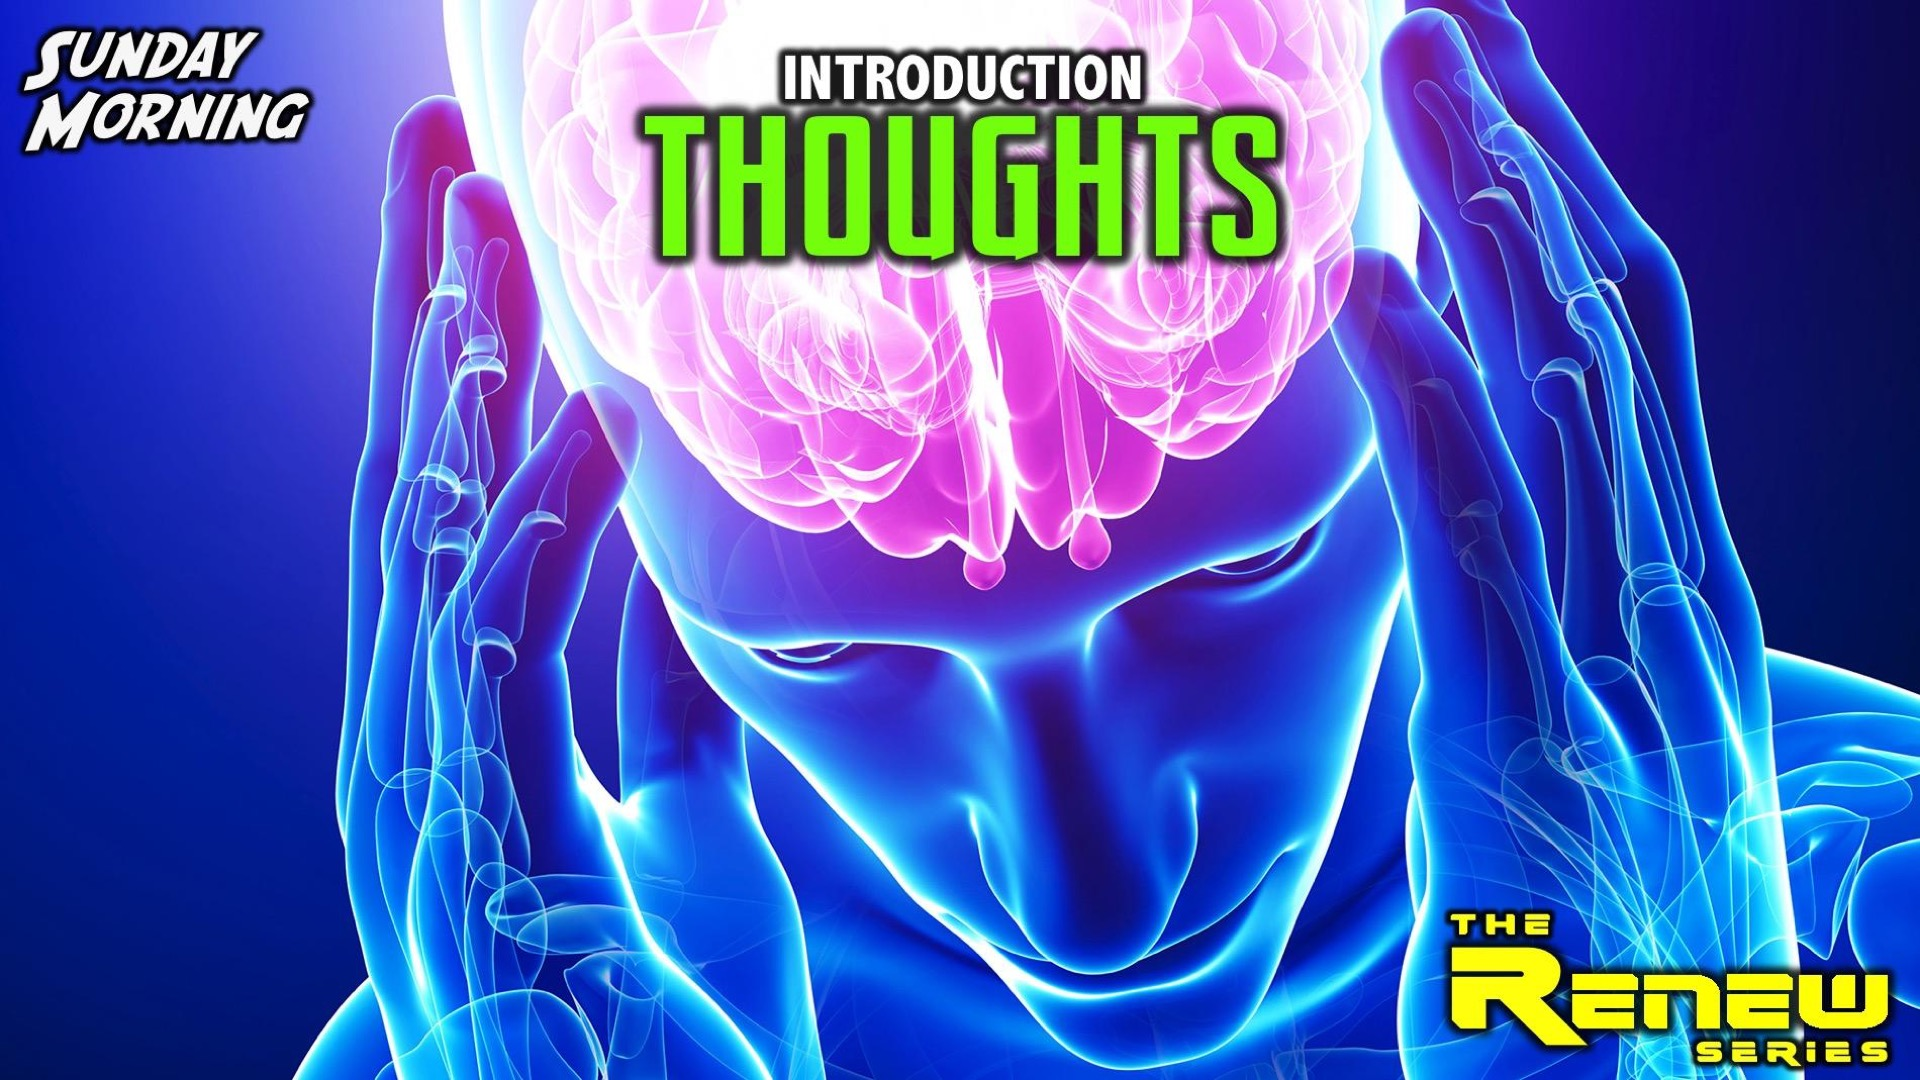 SUNDAY
MORNING
INTRODUCTION
THOUGHTS
THE
RENEW
SERIES